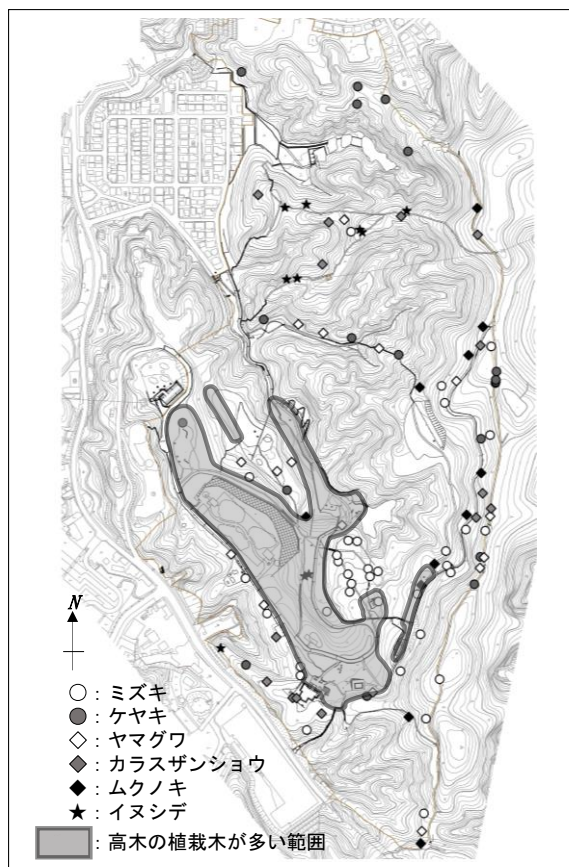 N
：ミズキ
：ケヤキ
：ヤマグワ
：カラスザンショウ
：ムクノキ
：イヌシデ
：高木の植栽木が多い範囲